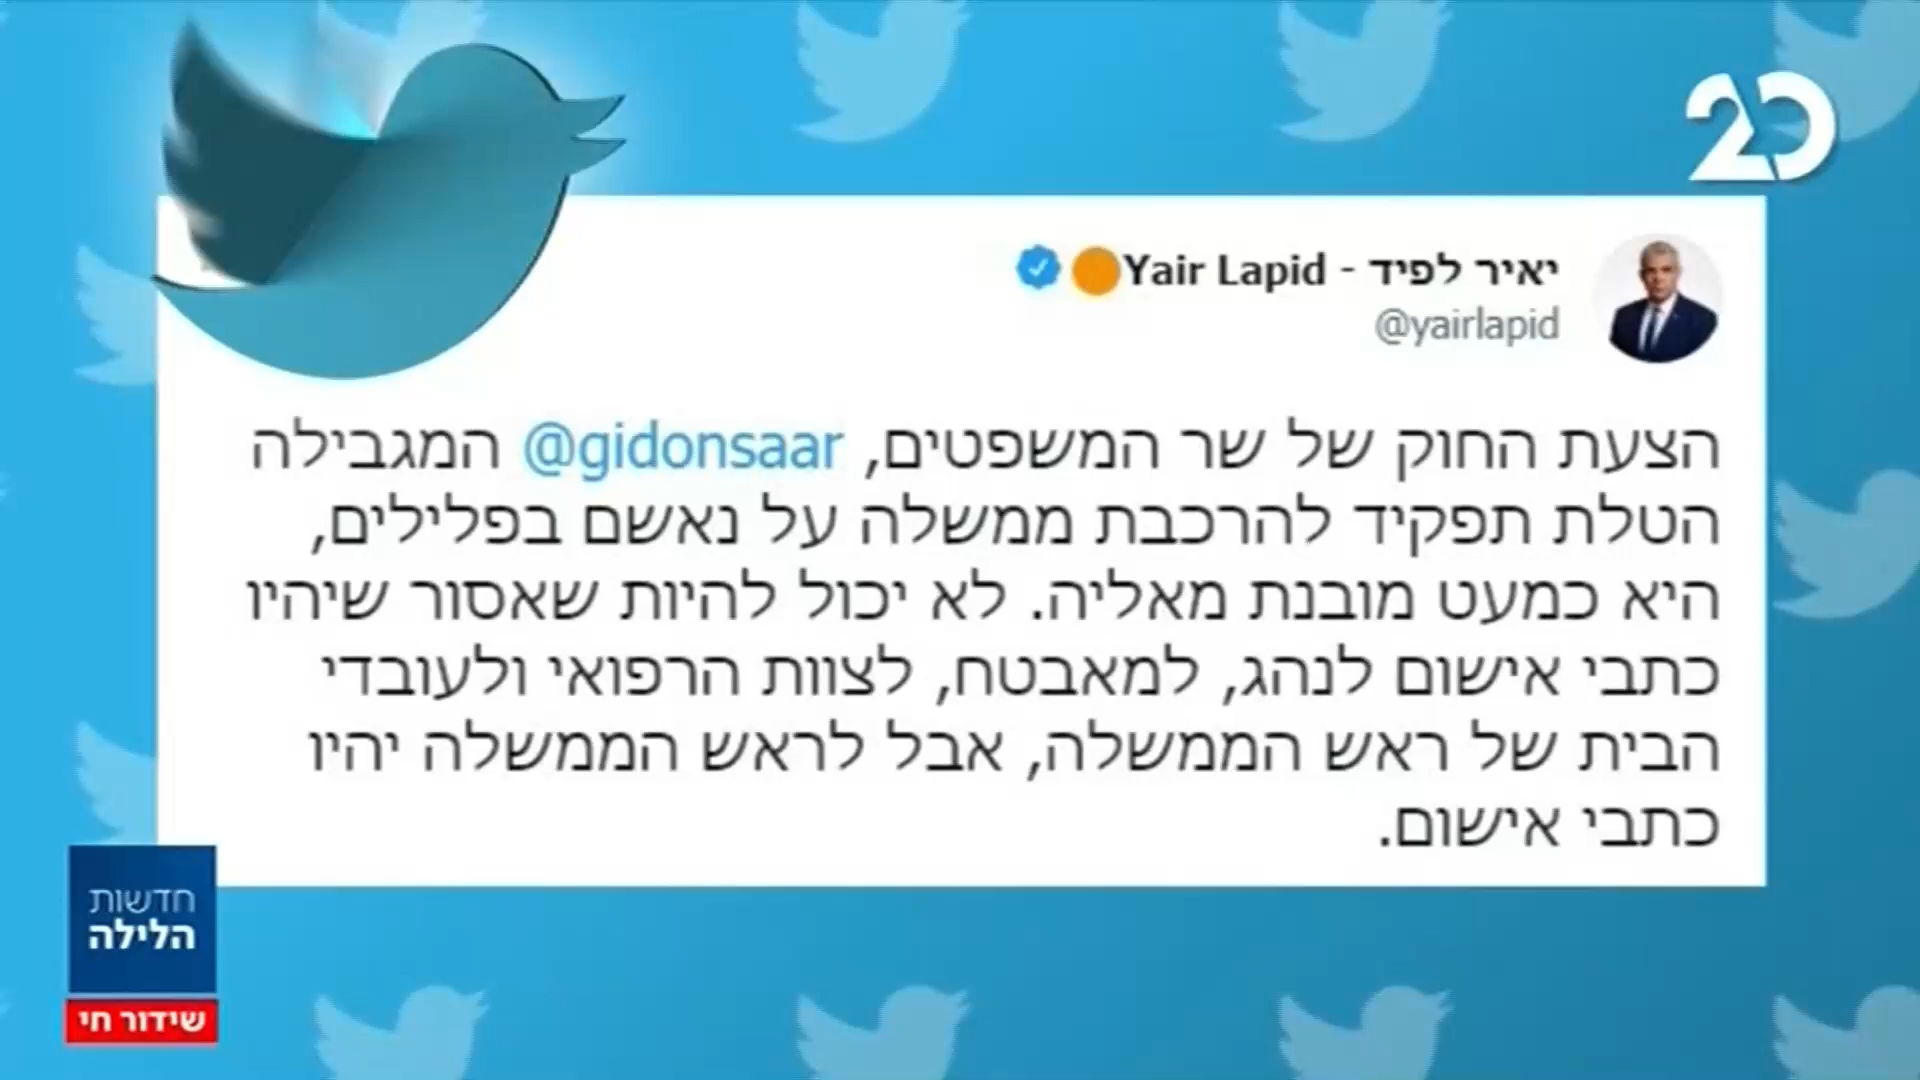 20
יאיר לפיד - Yair Lapid
@yairlapid
הצעת החוק של שר המשפטים, @gidonsaar המגבילה
הטלת תפקיד להרכבת ממשלה על נאשם בפלילים,
היא כמעט מובנת מאליה. לא יכול להיות שאסור שיהיו
כתבי אישום לנהג, למאבטח, לצוות הרפואי ולעובדי
הבית של ראש הממשלה, אבל לראש הממשלה יהיו
כתבי אישום.
חדשות
הלילה
שידור חי